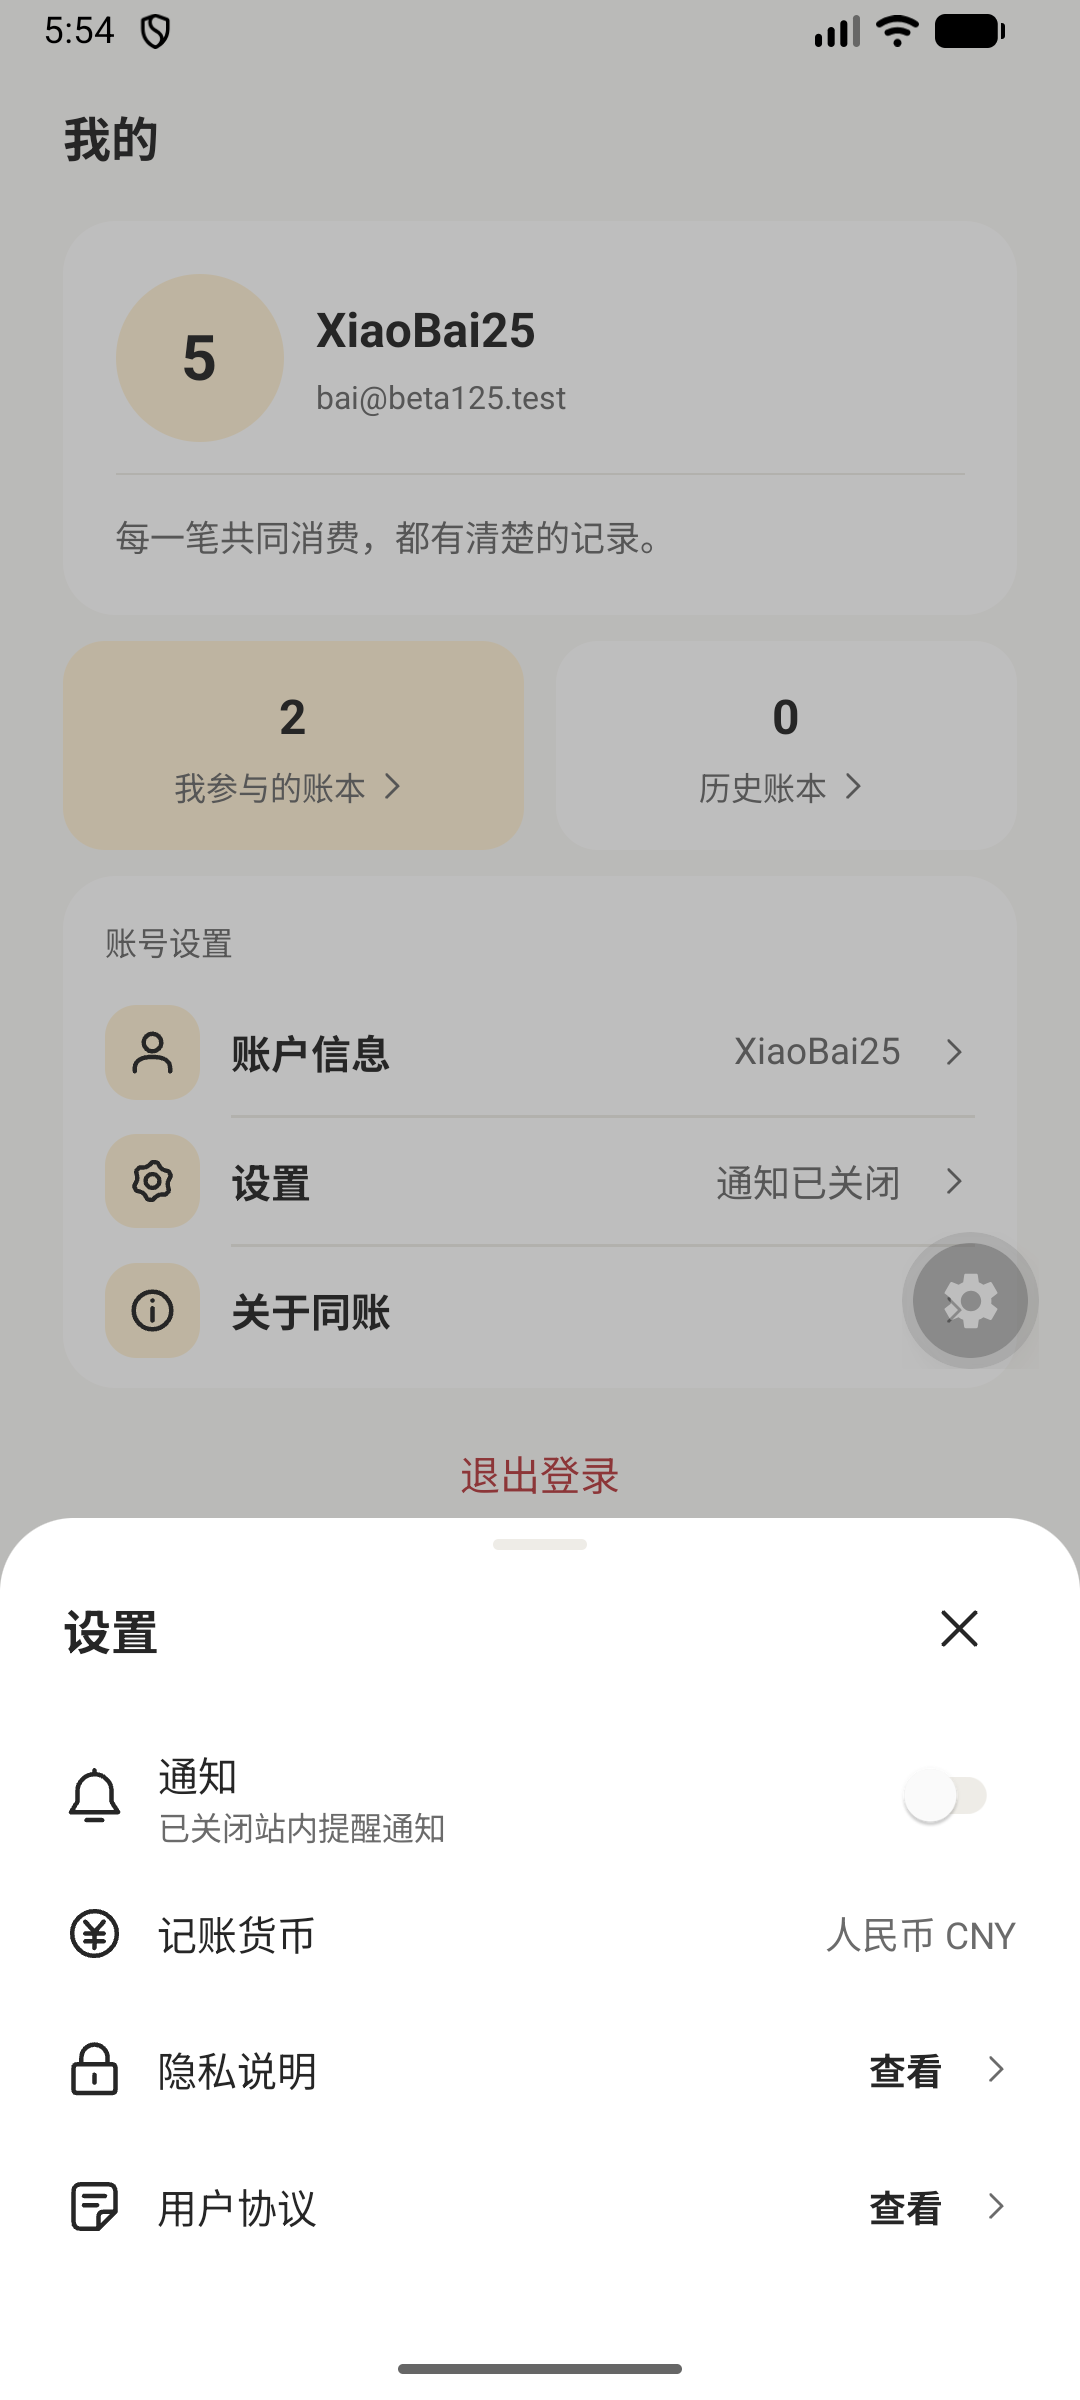 5:54
我的
5
XiaoBai25
bai@beta125.test
每一笔共同消费，都有清楚的记录。
2
我参与的账本
0
历史账本
账号设置
账户信息 XiaoBai25
设置 通知已关闭
关于同账
退出登录
设置
通知
已关闭站内提醒通知
记账货币 人民币 CNY
隐私说明 查看
用户协议 查看